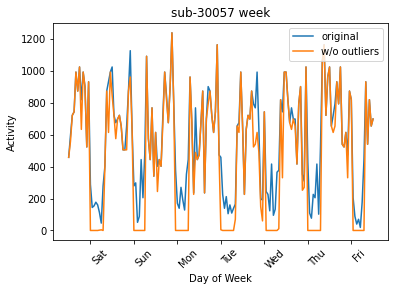 sub-30057 week
original
w/o outliers
Activity
1200
1000
800
600
400
200
0
Sat
Sun
Mon
Tue
Wed
Thu
Fri
Day of Week